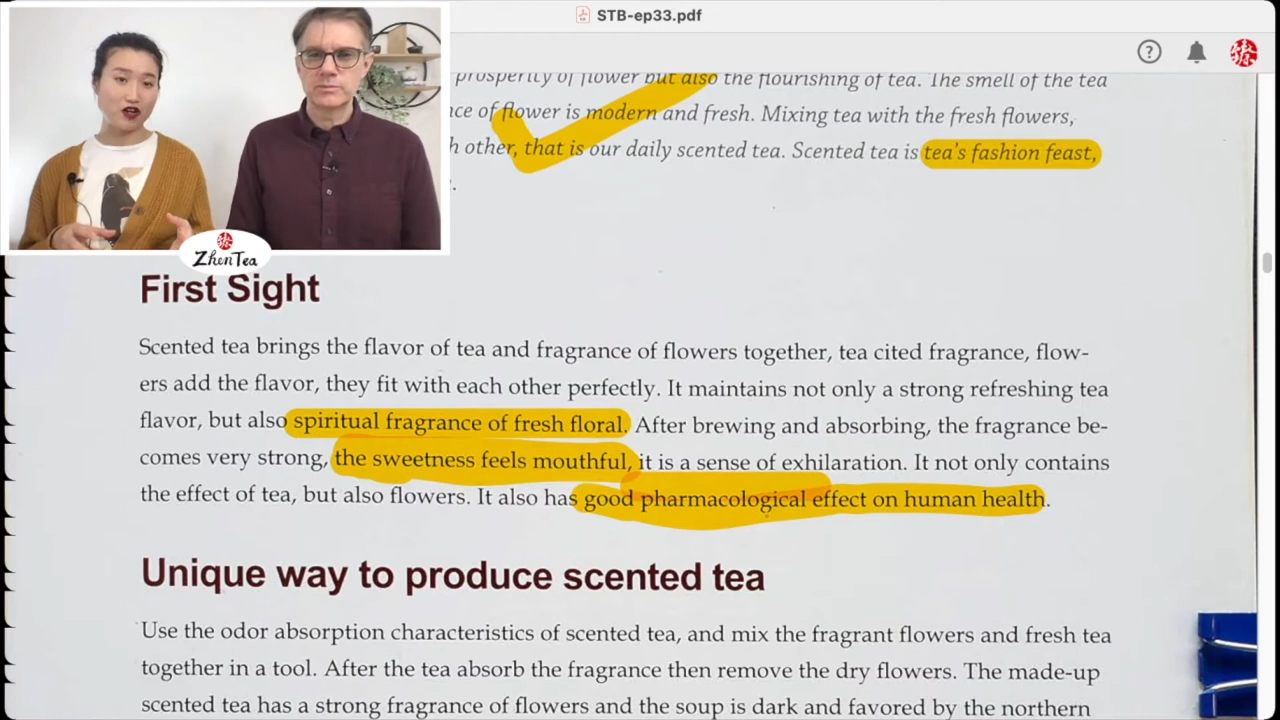 STB-ep33.pdf
prosperity of flower but also the flourishing of tea. The smell of the tea
ce of flower is modern and fresh. Mixing tea with the fresh flowers,
h other, that is our daily scented tea. Scented tea is tea's fashion feast,
ZhenTea
First Sight
Scented tea brings the flavor of tea and fragrance of flowers together, tea cited fragrance, flow-
ers add the flavor, they fit with each other perfectly. It maintains not only a strong refreshing tea
flavor, but also spiritual fragrance of fresh floral. After brewing and absorbing, the fragrance be-
comes very strong, the sweetness feels mouthful, it is a sense of exhilaration. It not only contains
the effect of tea, but also flowers. It also has good pharmacological effect on human health.
Unique way to produce scented tea
Use the odor absorption characteristics of scented tea, and mix the fragrant flowers and fresh tea
together in a tool. After the tea absorb the fragrance then remove the dry flowers. The made-up
scented tea has a strong fragrance of flowers and the soup is dark and favored by the northern